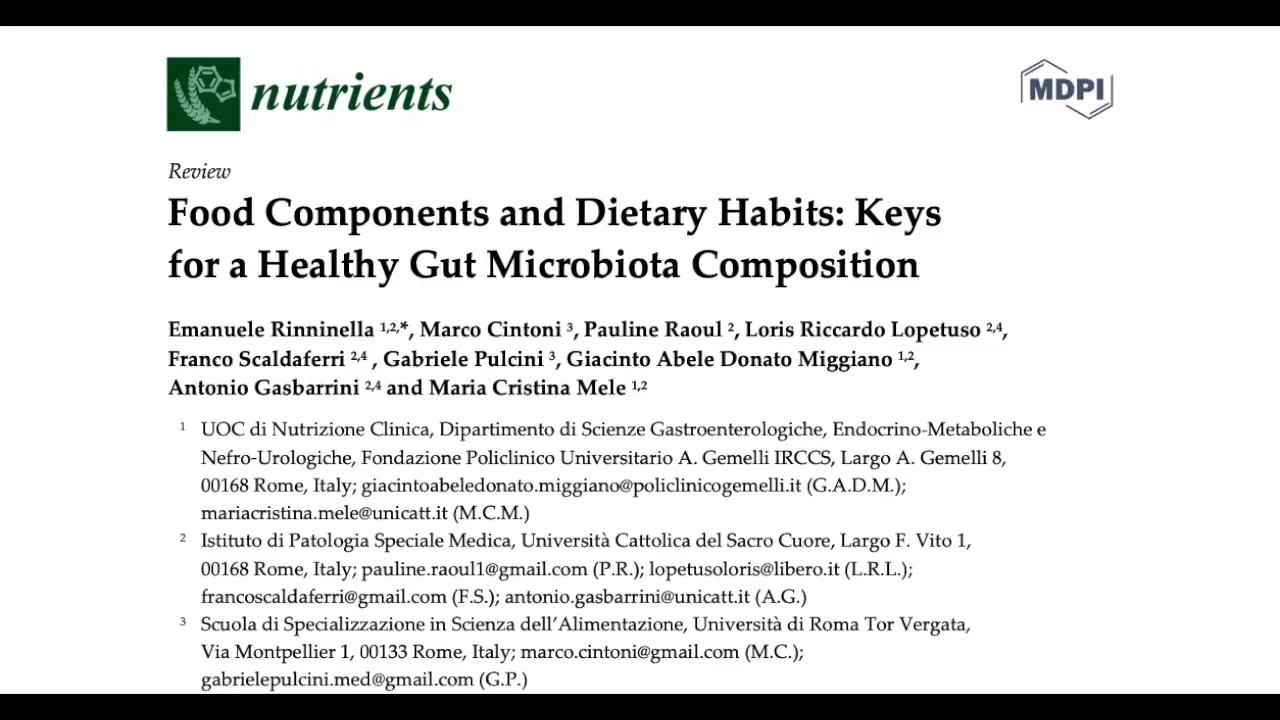 nutrients
MDPI
Review
Food Components and Dietary Habits: Keys
for a Healthy Gut Microbiota Composition
Emanuele Rinninella 1,2,*, Marco Cintoni 3, Pauline Raoul 2, Loris Riccardo Lopetuso 2,4,
Franco Scaldaferri 2,4 , Gabriele Pulcini 3, Giacinto Abele Donato Miggiano 1,2,
Antonio Gasbarrini 2,4 and Maria Cristina Mele 1,2
1 UOC di Nutrizione Clinica, Dipartimento di Scienze Gastroenterologiche, Endocrino-Metaboliche e
Nefro-Urologiche, Fondazione Policlinico Universitario A. Gemelli IRCCS, Largo A. Gemelli 8,
00168 Rome, Italy; giacintoabeledonato.miggiano@policlinicogemelli.it (G.A.D.M.);
mariacristina.mele@unicatt.it (M.C.M.)
2 Istituto di Patologia Speciale Medica, Università Cattolica del Sacro Cuore, Largo F. Vito 1,
00168 Rome, Italy; pauline.raoul1@gmail.com (P.R.); lopetusoloris@libero.it (L.R.L.);
francoscaldaferri@gmail.com (F.S.); antonio.gasbarrini@unicatt.it (A.G.)
3 Scuola di Specializzazione in Scienza dell'Alimentazione, Università di Roma Tor Vergata,
Via Montpellier 1, 00133 Rome, Italy; marco.cintoni@gmail.com (M.C.);
gabrielepulcini.med@gmail.com (G.P.)